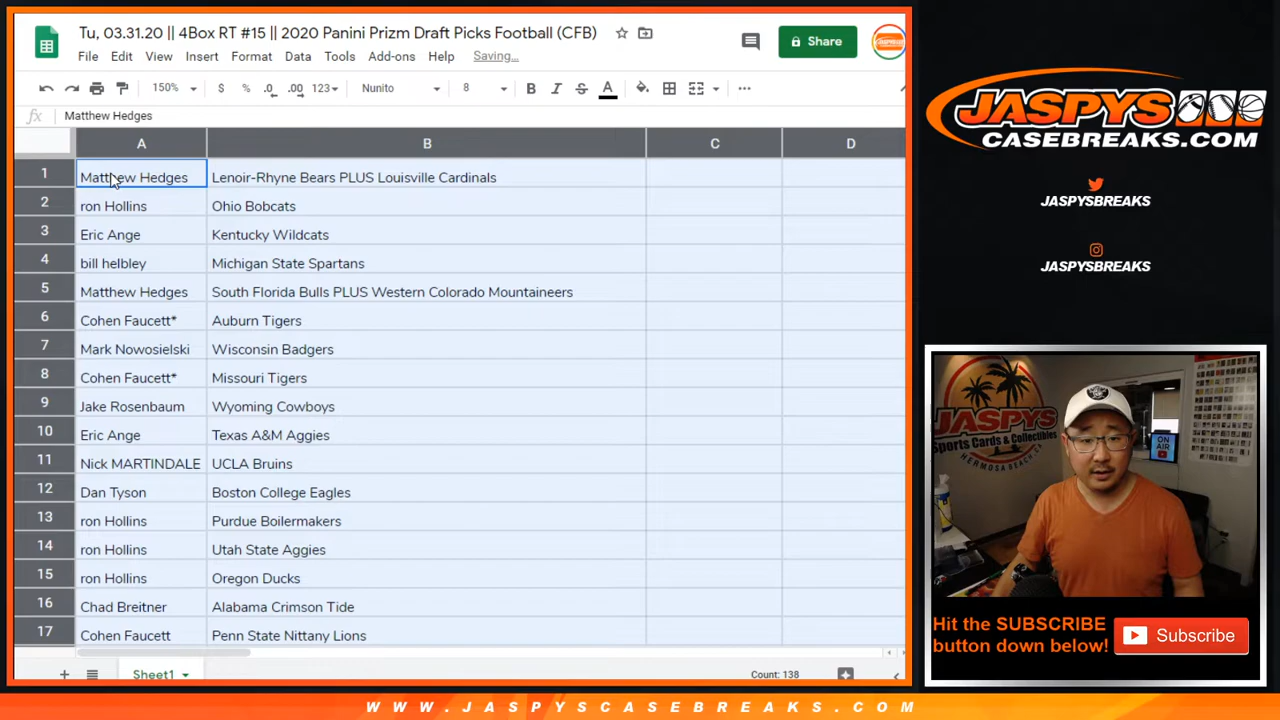 Tu, 03.31.20 || 4Box RT #15 || 2020 Panini Prizm Draft Picks Football (CFB)
File Edit View Insert Format Data Tools Add-ons Help Saving...
Share
150% $ % .0 .00 123 Nunito 8 B I S A
fx Matthew Hedges
A B C D
1 Matthew Hedges Lenoir-Rhyne Bears PLUS Louisville Cardinals
2 ron Hollins Ohio Bobcats
3 Eric Ange Kentucky Wildcats
4 bill helbley Michigan State Spartans
5 Matthew Hedges South Florida Bulls PLUS Western Colorado Mountaineers
6 Cohen Faucett* Auburn Tigers
7 Mark Nowosielski Wisconsin Badgers
8 Cohen Faucett* Missouri Tigers
9 Jake Rosenbaum Wyoming Cowboys
10 Eric Ange Texas A&M Aggies
11 Nick MARTINDALE UCLA Bruins
12 Dan Tyson Boston College Eagles
13 ron Hollins Purdue Boilermakers
14 ron Hollins Utah State Aggies
15 ron Hollins Oregon Ducks
16 Chad Breitner Alabama Crimson Tide
17 Cohen Faucett Penn State Nittany Lions
Sheet1
Count: 138
JASPYS
CASEBREAKS.COM
JASPYSBREAKS
JASPYSBREAKS
JASPYS
Sports Cards & Collectibles
HERMOSA BEACH, CA
ON AIR
Hit the SUBSCRIBE
button down below!
Subscribe
WWW.JASPYSCASEBREAKS.COM